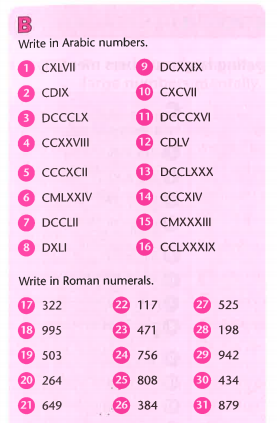 B
Write in Arabic numbers.
1 CXLVII
2 CDIX
3 DCCCLX
4 CCXXVIII
5 CCCXCII
6 CMLXXIV
7 DCCLII
8 DXLI
9 DCXXIX
10 CXCVII
11 DCCCXVI
12 CDLV
13 DCCLXXX
14 CCCXIV
15 CMXXXIII
16 CCLXXXIX
Write in Roman numerals.
17 322
18 995
19 503
20 264
21 649
22 117
23 471
24 756
25 808
26 384
27 525
28 198
29 942
30 434
31 879